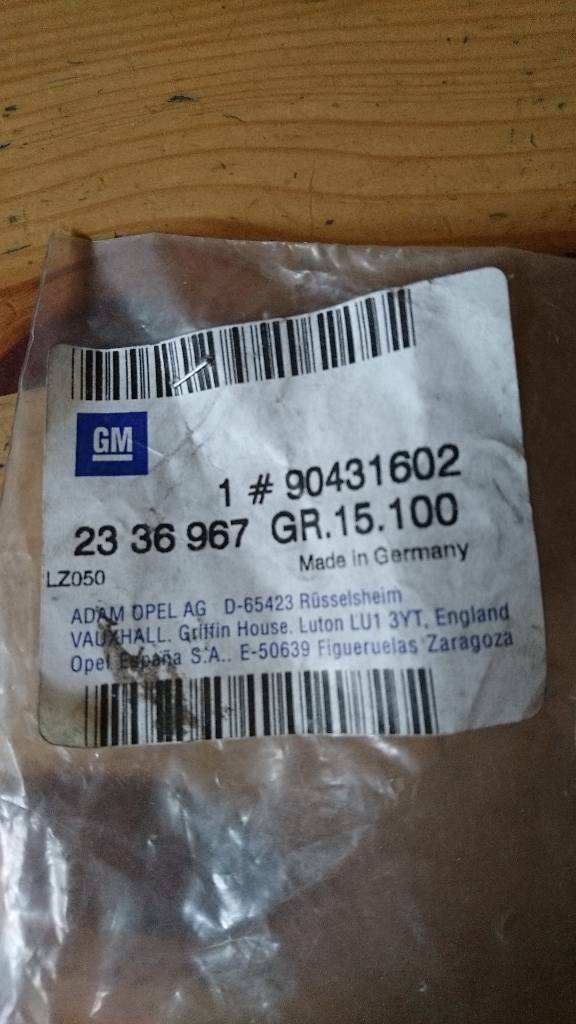 GM
1 # 90431602
23 36 967 GR.15.100
Made in Germany
LZ050
ADAM OPEL AG D-65423 Rüsselsheim
VAUXHALL. Griffin House. Luton LU1 3YT, England
Opel España S.A.. E-50639 Figueruelas Zaragoza